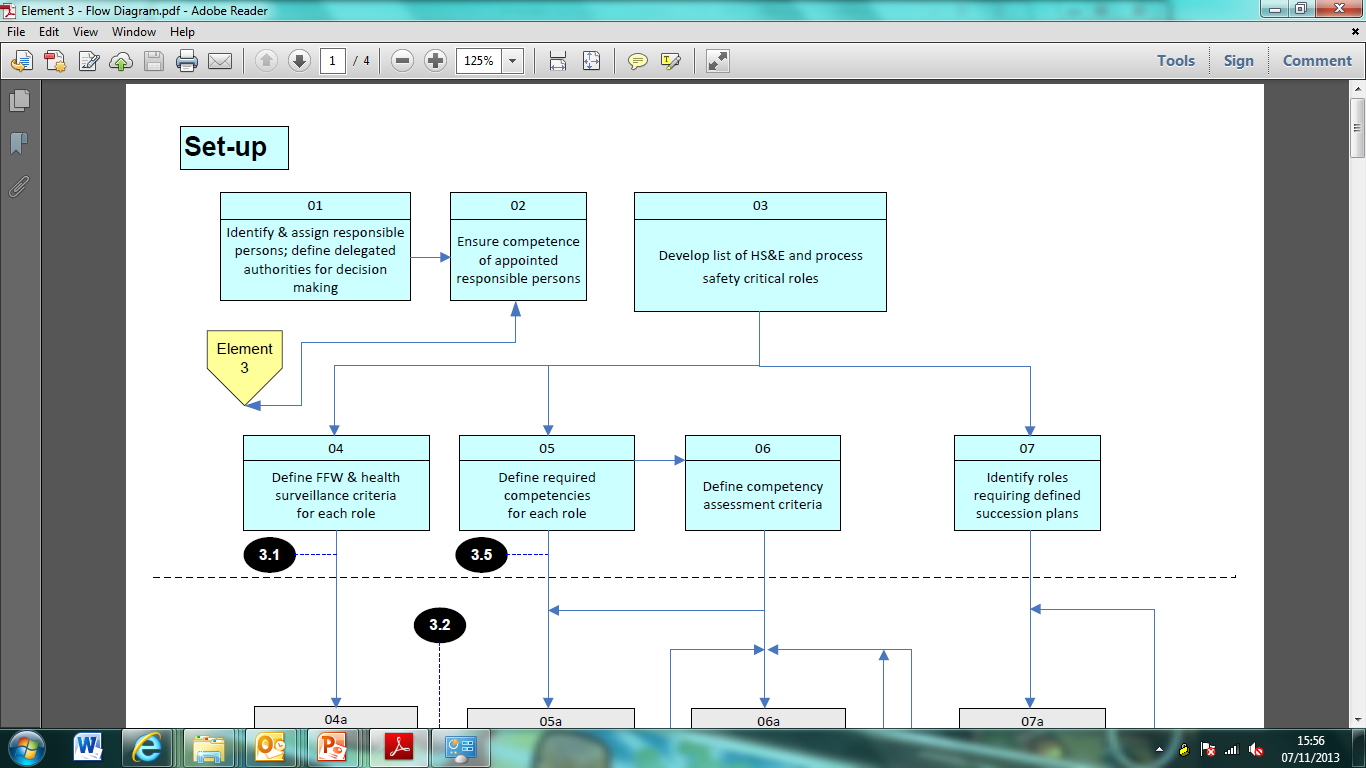 Element 3 - Flow Diagram.pdf - Adobe Reader
File Edit View Window Help
1 / 4 125% Tools Sign Comment
Set-up
01
Identify & assign responsible
persons; define delegated
authorities for decision
making
02
Ensure competence
of appointed
responsible persons
03
Develop list of HS&E and process
safety critical roles
Element
3
04
Define FFW & health
surveillance criteria
for each role
05
Define required
competencies
for each role
06
Define competency
assessment criteria
07
Identify roles
requiring defined
succession plans
3.1
3.5
3.2
04a
05a
06a
07a
15:56
07/11/2013